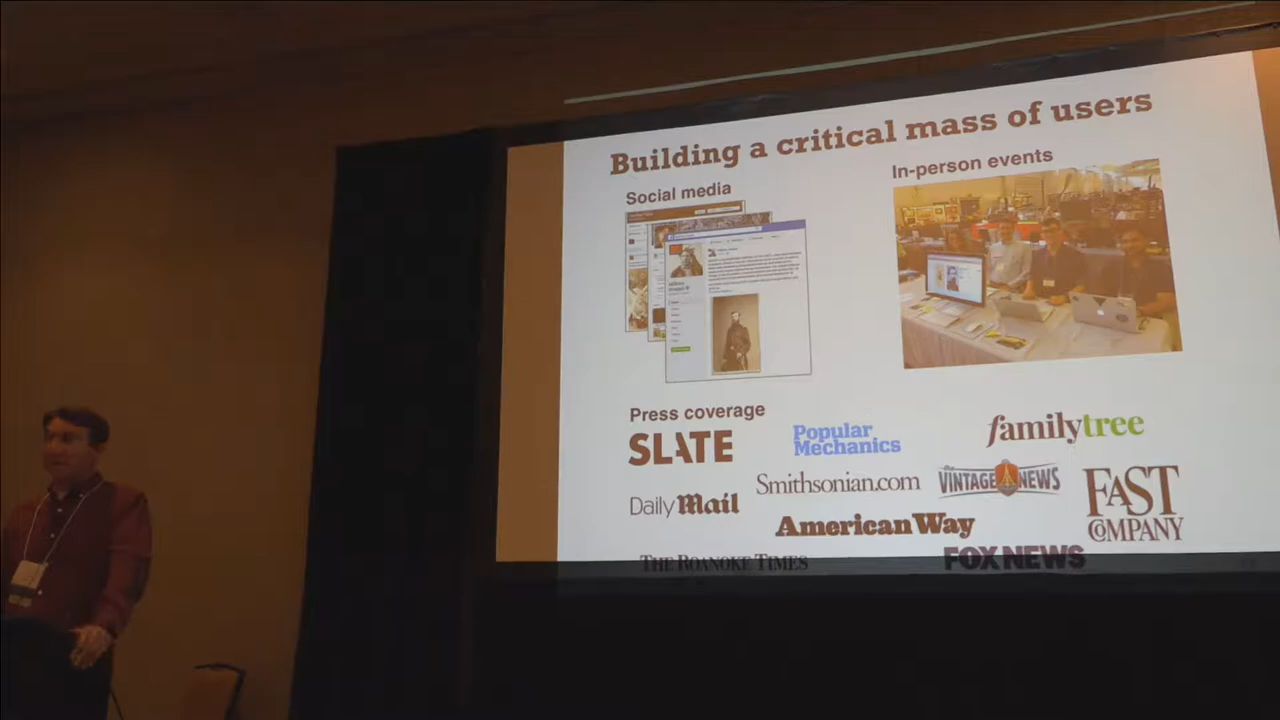 Building a critical mass of users
Social media
In-person events
Press coverage
SLATE
Popular
Mechanics
familytree
Daily Mail
Smithsonian.com
the
VINTAGE NEWS
FAST
COMPANY
American Way
THE ROANOKE TIMES
FOX NEWS